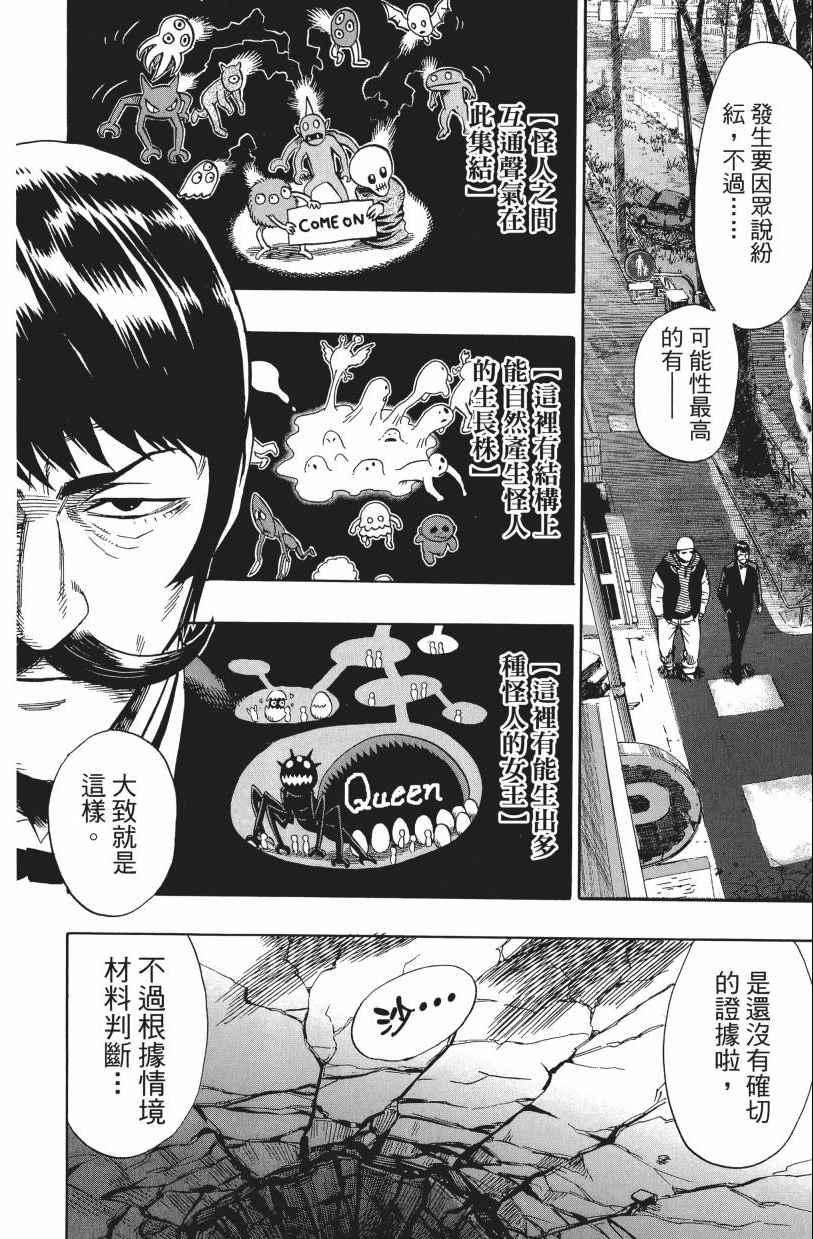 發生要因眾說紛
紜，不過……
可能性最高
的有——
【怪人之間
互通聲氣在
此集結】
COME ON
【這裡有結構上
能自然產生怪人
的生長株】
【這裡有能生出多
種怪人的女王】
Queen
大致就是
這樣。
是還沒有確切
的證據啦，
沙…
不過根據情境
材料判斷…